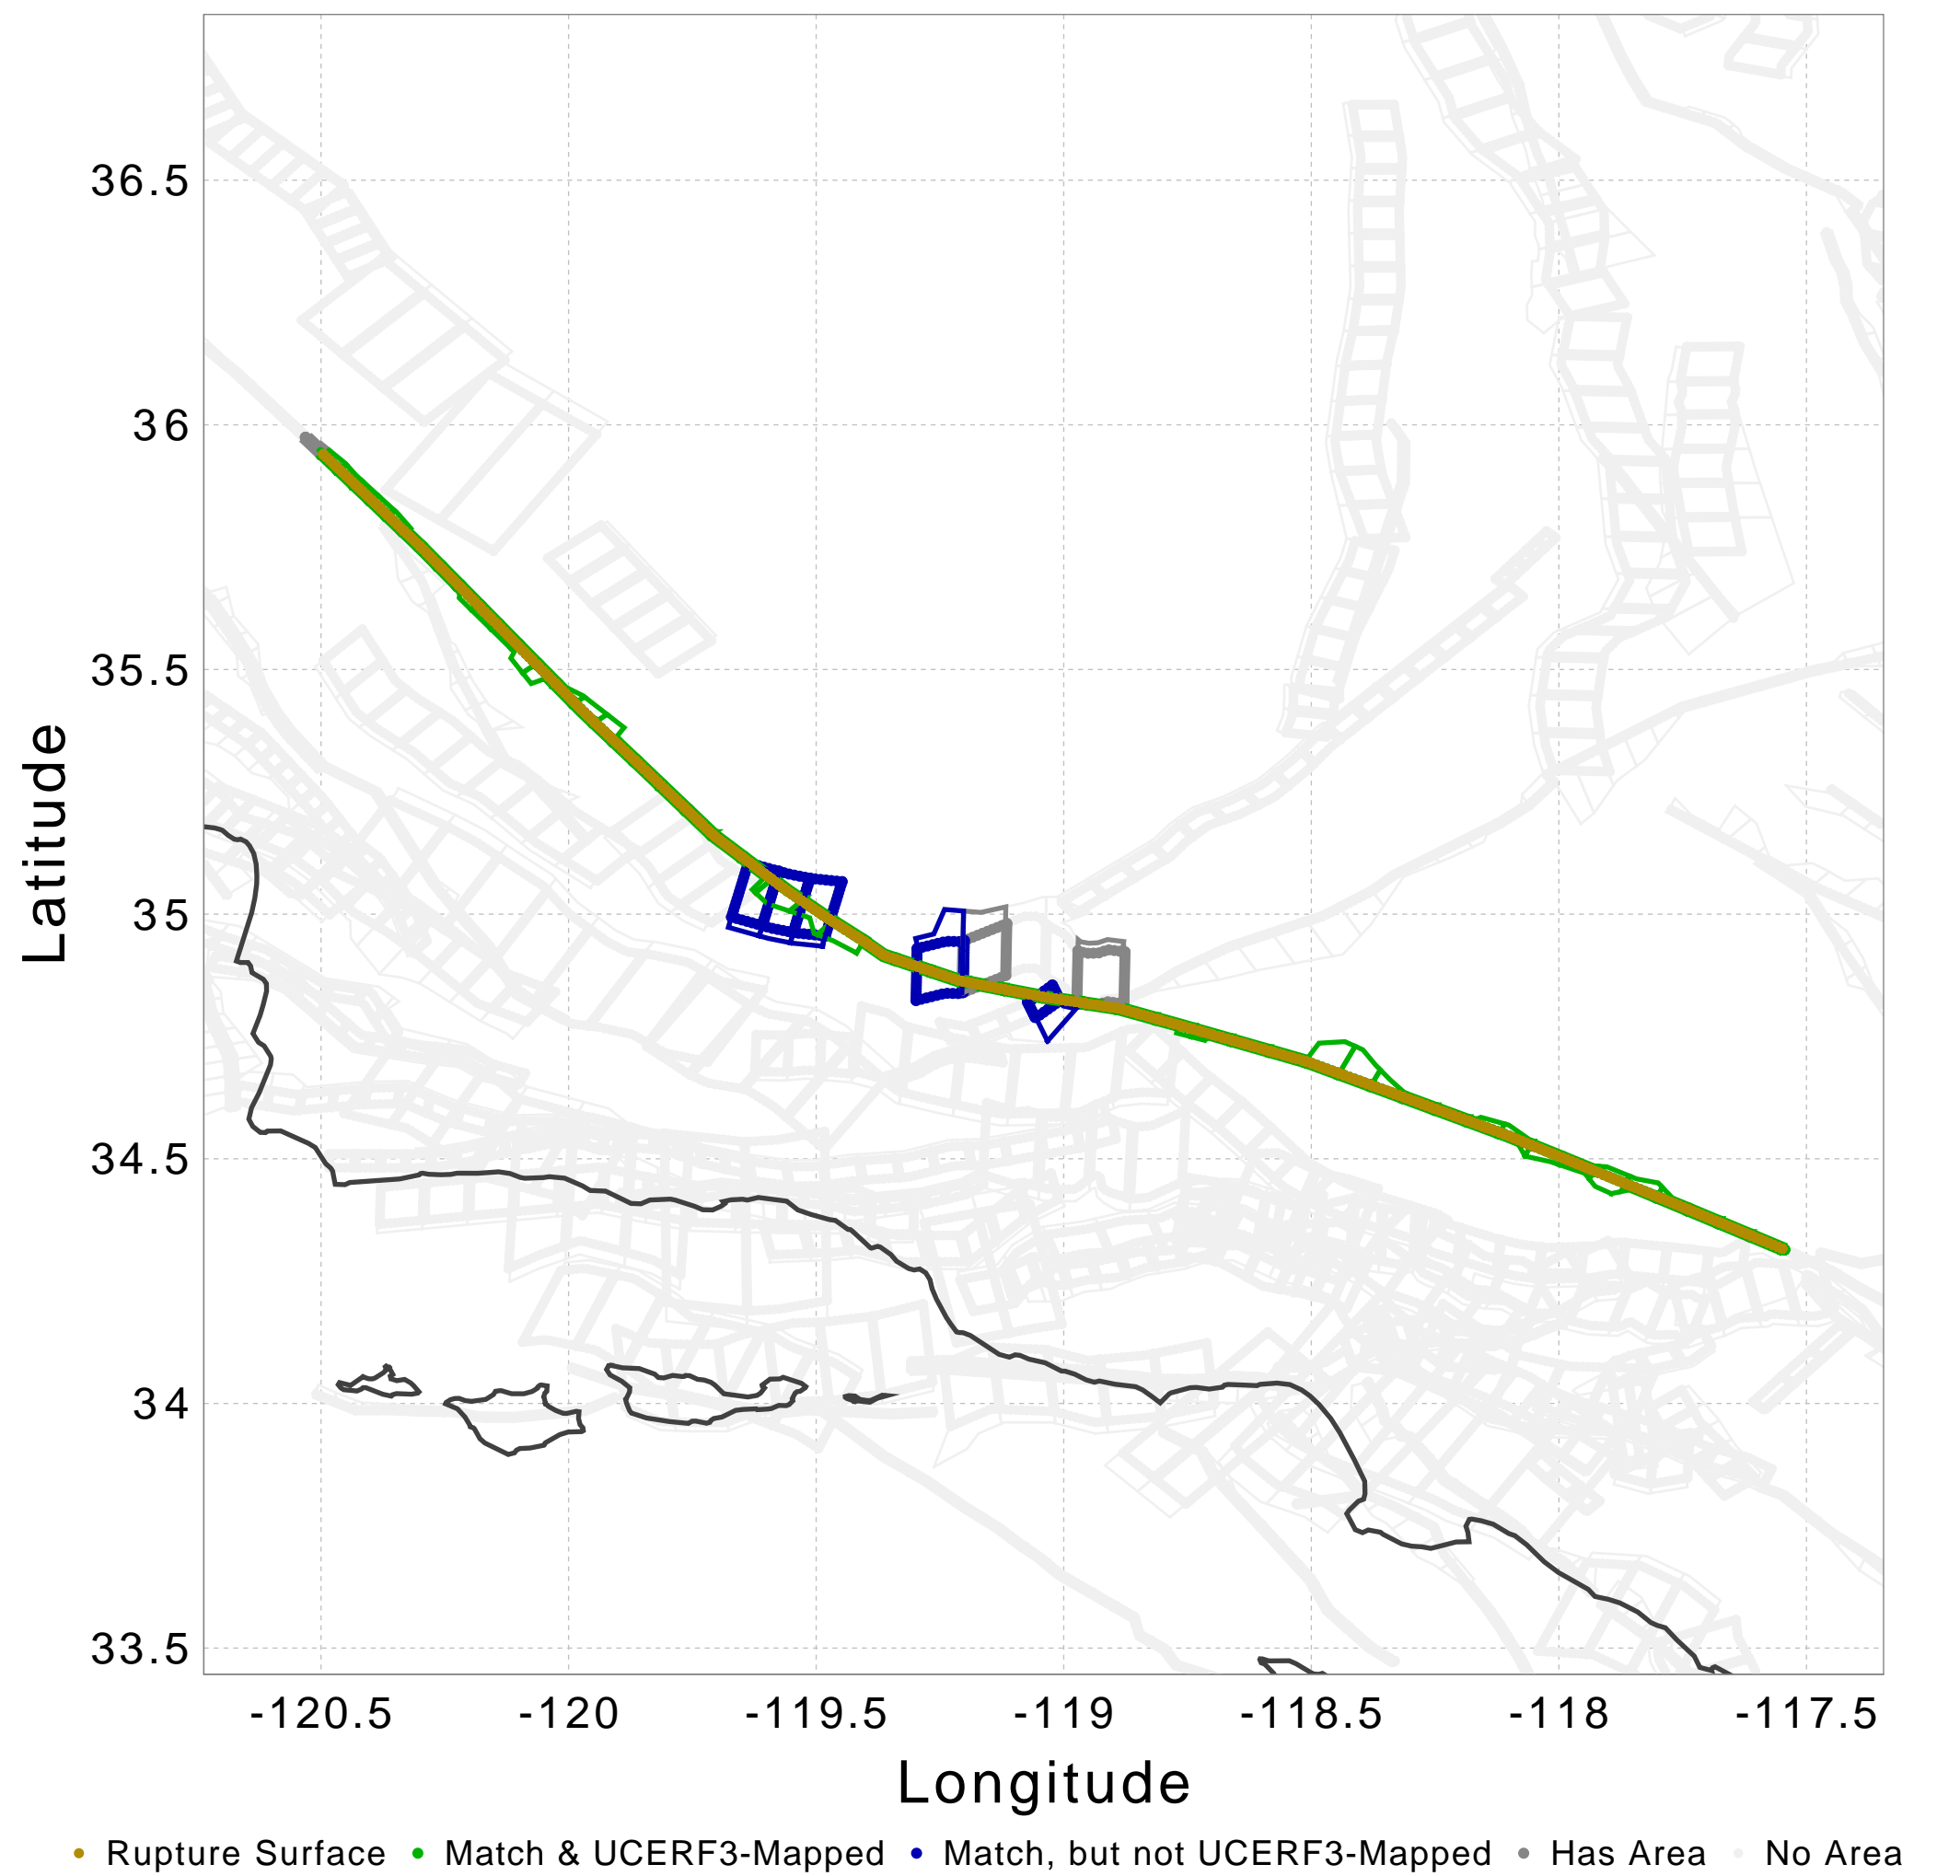 36.5
36
35.5
35
34.5
34
33.5
Latitude
-120.5 -120 -119.5 -119 -118.5 -118 -117.5
Longitude
Rupture Surface Match & UCERF3-Mapped Match, but not UCERF3-Mapped Has Area No Area